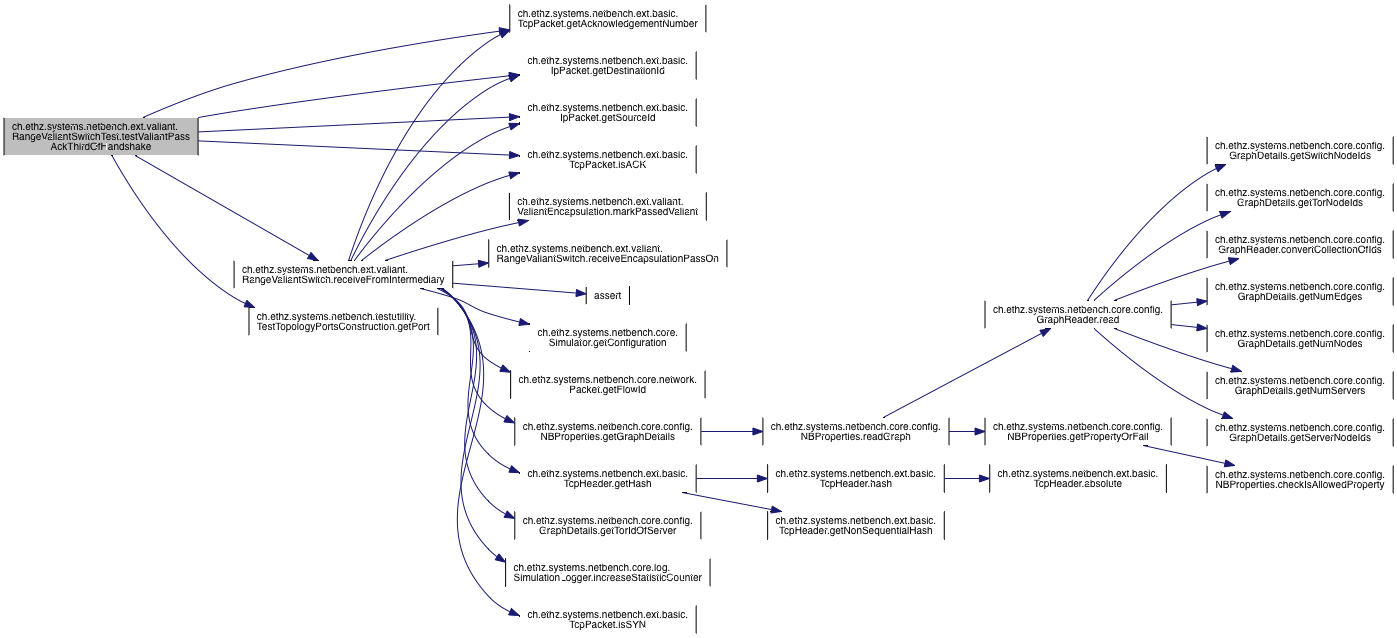 ch.ethz.systems.netbench.ext.valiant.
RangeValiantSwitchTest.testValiantPass
AckThirdOfHandshake
ch.ethz.systems.netbench.ext.valiant.
RangeValiantSwitch.receiveFromIntermediary
ch.ethz.systems.netbench.testutility.
TestTopologyPortsConstruction.getPort
ch.ethz.systems.netbench.ext.basic.
TcpPacket.getAcknowledgementNumber
ch.ethz.systems.netbench.ext.basic.
IpPacket.getDestinationId
ch.ethz.systems.netbench.ext.basic.
IpPacket.getSourceId
ch.ethz.systems.netbench.ext.basic.
TcpPacket.isACK
ch.ethz.systems.netbench.ext.valiant.
ValiantEncapsulation.markPassedValiant
ch.ethz.systems.netbench.ext.valiant.
RangeValiantSwitch.receiveEncapsulationPassOn
assert
ch.ethz.systems.netbench.core.
Simulator.getConfiguration
ch.ethz.systems.netbench.core.network.
Packet.getFlowId
ch.ethz.systems.netbench.core.config.
NBProperties.getGraphDetails
ch.ethz.systems.netbench.ext.basic.
TcpHeader.getHash
ch.ethz.systems.netbench.core.config.
GraphDetails.getTorIdOfServer
ch.ethz.systems.netbench.core.log.
SimulationLogger.increaseStatisticCounter
ch.ethz.systems.netbench.ext.basic.
TcpPacket.isSYN
ch.ethz.systems.netbench.core.config.
NBProperties.readGraph
ch.ethz.systems.netbench.ext.basic.
TcpHeader.hash
ch.ethz.systems.netbench.ext.basic.
TcpHeader.getNonSequentialHash
ch.ethz.systems.netbench.core.config.
GraphReader.read
ch.ethz.systems.netbench.core.config.
NBProperties.getPropertyOrFail
ch.ethz.systems.netbench.ext.basic.
TcpHeader.absolute
ch.ethz.systems.netbench.core.config.
GraphDetails.getSwitchNodeIds
ch.ethz.systems.netbench.core.config.
GraphDetails.getTorNodeIds
ch.ethz.systems.netbench.core.config.
GraphReader.convertCollectionOfIds
ch.ethz.systems.netbench.core.config.
GraphDetails.getNumEdges
ch.ethz.systems.netbench.core.config.
GraphDetails.getNumNodes
ch.ethz.systems.netbench.core.config.
GraphDetails.getNumServers
ch.ethz.systems.netbench.core.config.
GraphDetails.getServerNodeIds
ch.ethz.systems.netbench.core.config.
NBProperties.checkIsAllowedProperty